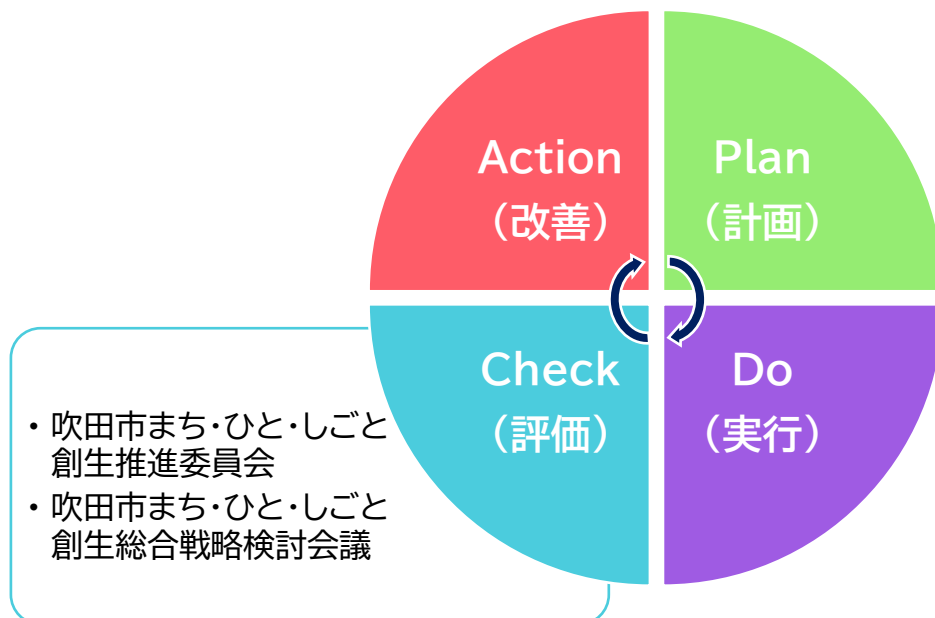 Action
（改善）
Plan
（計画）
Check
（評価）
Do
（実行）
・吹田市まち・ひと・しごと
創生推進委員会
・吹田市まち・ひと・しごと
創生総合戦略検討会議